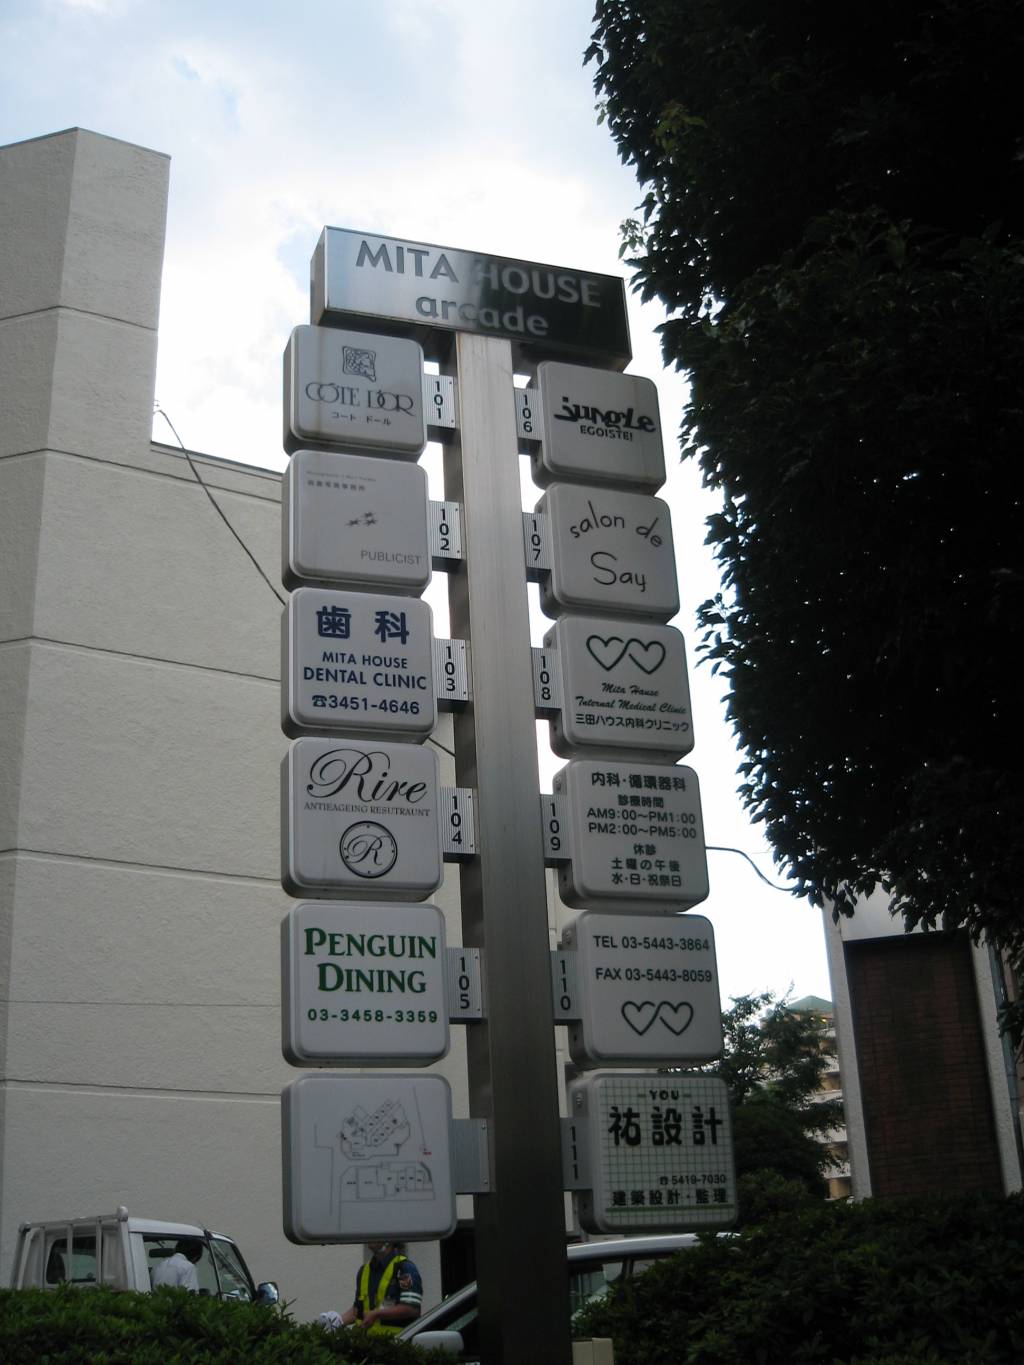 MITA HOUSE
arcade
CÔTE D'OR
コート・ドール
101
PUBLICIST
102
歯科
MITA HOUSE
DENTAL CLINIC
☎3451-4646
103
Rire
ANTIEAGEING RESUTRAUNT
R
104
PENGUIN
DINING
03-3458-3359
105
106
jungle
EGOISTE!
107
salon de
Say
108
Mita House
Internal Medical Clinic
三田ハウス内科クリニック
109
内科・循環器科
診療時間
AM9:00~PM1:00
PM2:00~PM5:00
休診
土曜の午後
水・日・祝祭日
110
TEL 03-5443-3864
FAX 03-5443-8059
111
YOU
祐設計
☎5419-7030
建築設計・監理